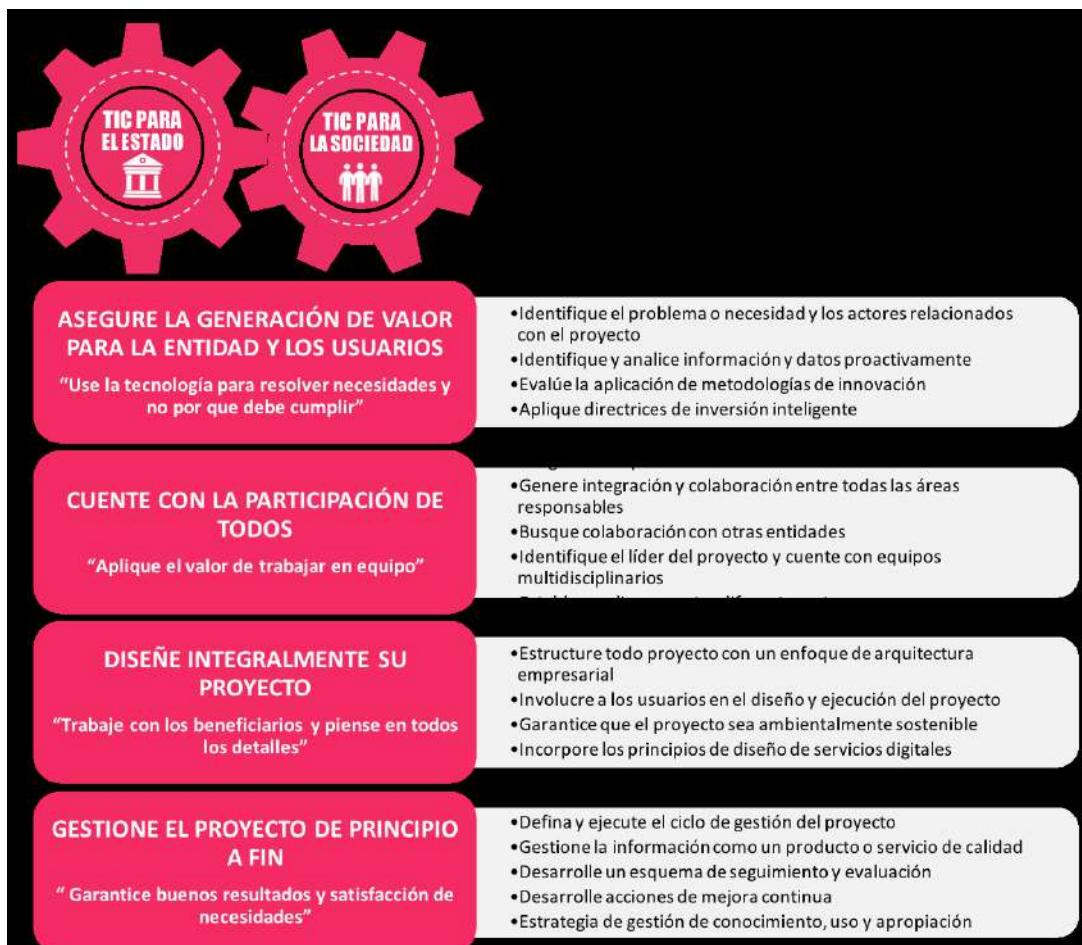 TIC PARA
EL ESTADO
TIC PARA
LA SOCIEDAD
ASEGURE LA GENERACIÓN DE VALOR
PARA LA ENTIDAD Y LOS USUARIOS
“Use la tecnología para resolver necesidades y
no por que debe cumplir”
•Identifique el problema o necesidad y los actores relacionados
con el proyecto
•Identifique y analice información y datos proactivamente
•Evalúe la aplicación de metodologías de innovación
•Aplique directrices de inversión inteligente
CUENTE CON LA PARTICIPACIÓN DE
TODOS
“Aplique el valor de trabajar en equipo”
•Genere integración y colaboración entre todas las áreas
responsables
•Busque colaboración con otras entidades
•Identifique el líder del proyecto y cuente con equipos
multidisciplinarios
DISEÑE INTEGRALMENTE SU
PROYECTO
“Trabaje con los beneficiarios y piense en todos
los detalles”
•Estructure todo proyecto con un enfoque de arquitectura
empresarial
•Involucre a los usuarios en el diseño y ejecución del proyecto
•Garantice que el proyecto sea ambientalmente sostenible
•Incorpore los principios de diseño de servicios digitales
GESTIONE EL PROYECTO DE PRINCIPIO
A FIN
“ Garantice buenos resultados y satisfacción de
necesidades”
•Defina y ejecute el ciclo de gestión del proyecto
•Gestione la información como un producto o servicio de calidad
•Desarrolle un esquema de seguimiento y evaluación
•Desarrolle acciones de mejora continua
•Estrategia de gestión de conocimiento, uso y apropiación